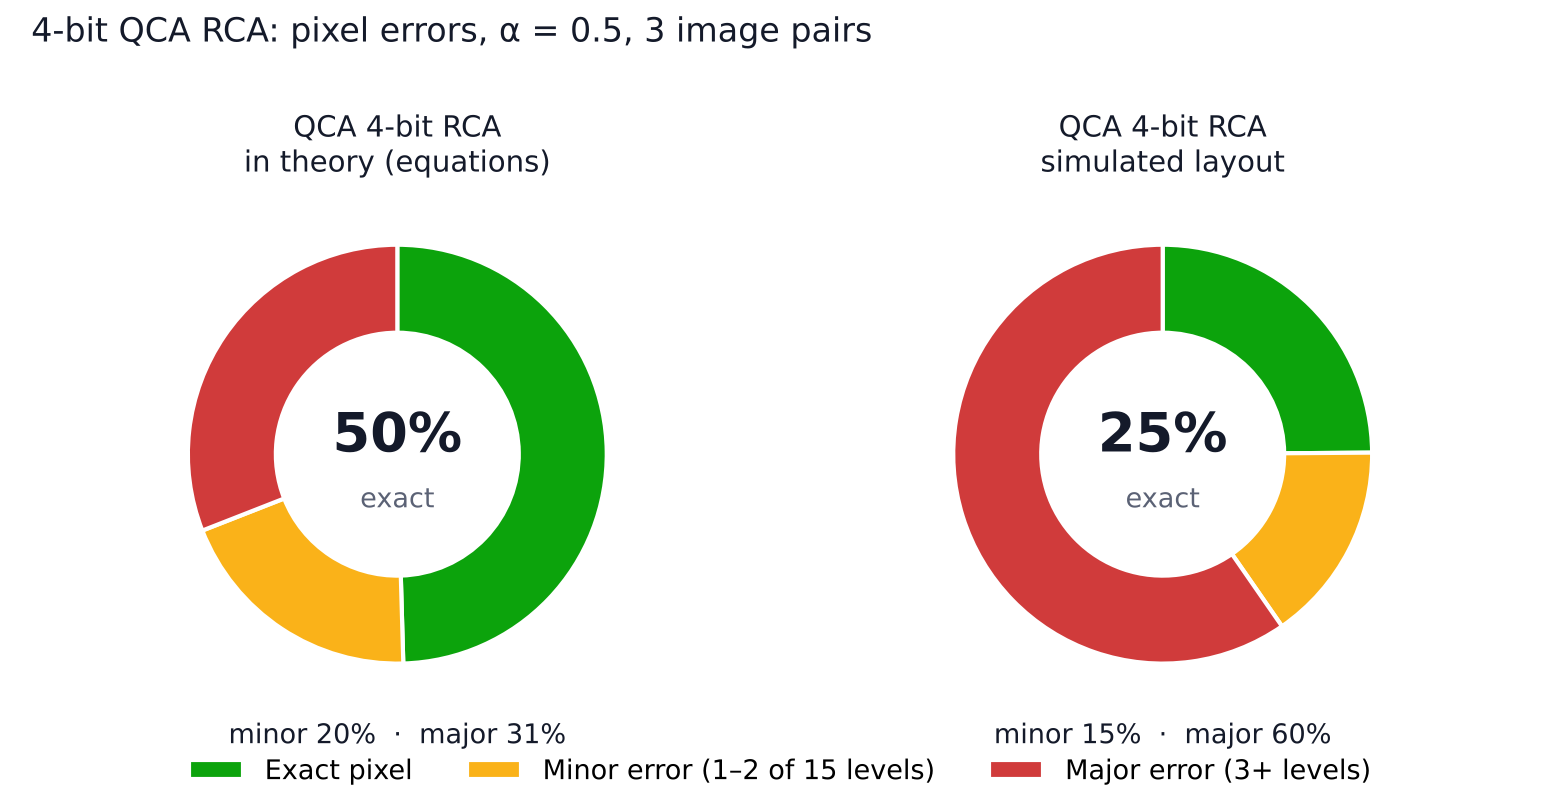 4-bit QCA RCA: pixel errors, α = 0.5, 3 image pairs
QCA 4-bit RCA
in theory (equations)
50%
exact
minor 20%  ·  major 31%
QCA 4-bit RCA
simulated layout
25%
exact
minor 15%  ·  major 60%
Exact pixel
Minor error (1–2 of 15 levels)
Major error (3+ levels)